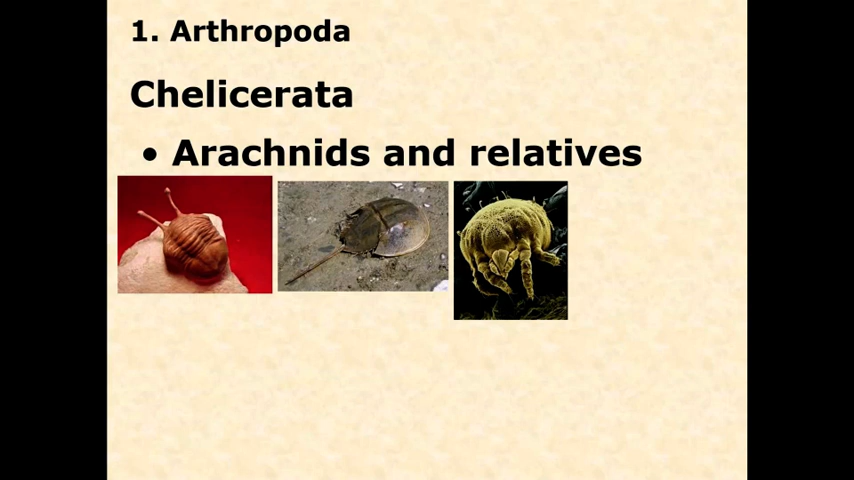 1. Arthropoda
Chelicerata
• Arachnids and relatives